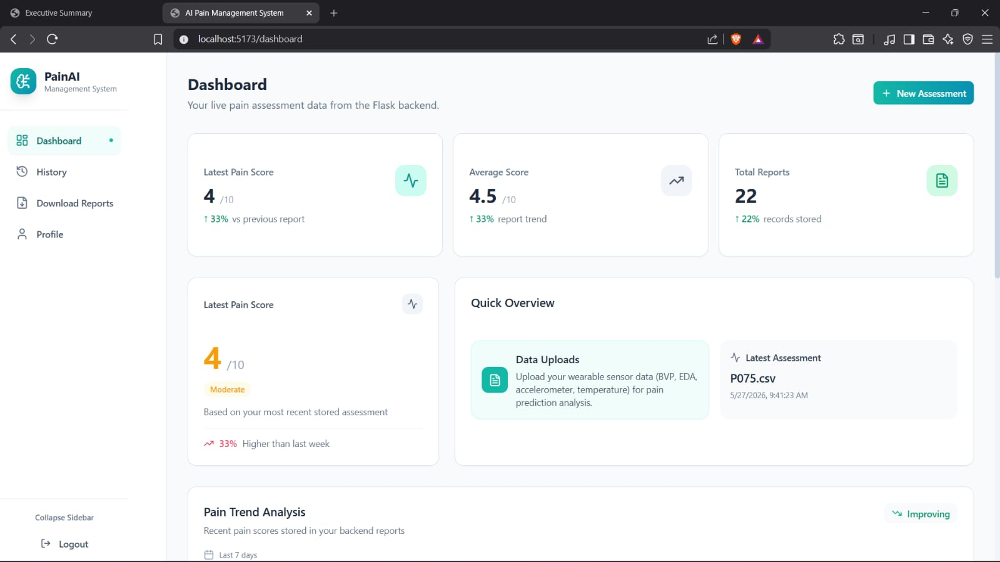 Executive Summary
AI Pain Management System
localhost:5173/dashboard
PainAI
Management System
Dashboard
History
Download Reports
Profile
Collapse Sidebar
Logout
Dashboard
Your live pain assessment data from the Flask backend.
+ New Assessment
Latest Pain Score
4 /10
↑ 33% vs previous report
Average Score
4.5 /10
↑ 33% report trend
Total Reports
22
↑ 22% records stored
Latest Pain Score
4 /10
Moderate
Based on your most recent stored assessment
33% Higher than last week
Quick Overview
Data Uploads
Upload your wearable sensor data (BVP, EDA,
accelerometer, temperature) for pain
prediction analysis.
Latest Assessment
P075.csv
5/27/2026, 9:41:23 AM
Pain Trend Analysis
Recent pain scores stored in your backend reports
Improving
Last 7 days